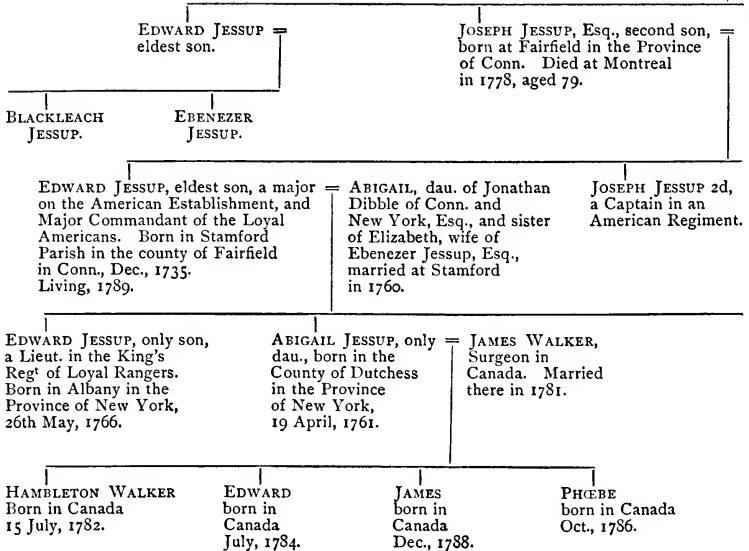 EDWARD JESSUP =
eldest son.
JOSEPH JESSUP, Esq., second son, =
born at Fairfield in the Province
of Conn. Died at Montreal
in 1778, aged 79.
BLACKLEACH
JESSUP.
EBENEZER
JESSUP.
EDWARD JESSUP, eldest son, a major =
on the American Establishment, and
Major Commandant of the Loyal
Americans. Born in Stamford
Parish in the county of Fairfield
in Conn., Dec., 1735.
Living, 1789.
ABIGAIL, dau. of Jonathan
Dibble of Conn. and
New York, Esq., and sister
of Elizabeth, wife of
Ebenezer Jessup, Esq.,
married at Stamford
in 1760.
JOSEPH JESSUP 2d,
a Captain in an
American Regiment.
EDWARD JESSUP, only son,
a Lieut. in the King's
Regt of Loyal Rangers.
Born in Albany in the
Province of New York,
26th May, 1766.
ABIGAIL JESSUP, only =
dau., born in the
County of Dutchess
in the Province
of New York,
19 April, 1761.
JAMES WALKER,
Surgeon in
Canada. Married
there in 1781.
HAMBLETON WALKER
Born in Canada
15 July, 1782.
EDWARD
born in
Canada
July, 1784.
JAMES
born in
Canada
Dec., 1788.
PHŒBE
born in Canada
Oct., 1786.